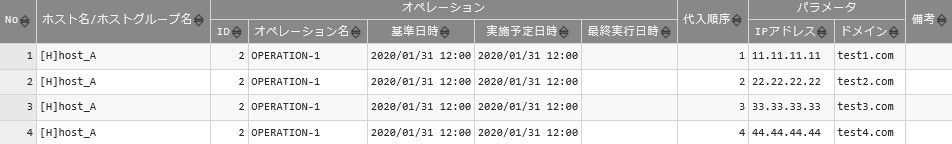 No ホスト名/ホストグループ名 オペレーション 代入順序 パラメータ 備考
ID オペレーション名 基準日時 実施予定日時 最終実行日時 IPアドレス ドメイン
1 [H]host_A 2 OPERATION-1 2020/01/31 12:00 2020/01/31 12:00 1 11.11.11.11 test1.com
2 [H]host_A 2 OPERATION-1 2020/01/31 12:00 2020/01/31 12:00 2 22.22.22.22 test2.com
3 [H]host_A 2 OPERATION-1 2020/01/31 12:00 2020/01/31 12:00 3 33.33.33.33 test3.com
4 [H]host_A 2 OPERATION-1 2020/01/31 12:00 2020/01/31 12:00 4 44.44.44.44 test4.com